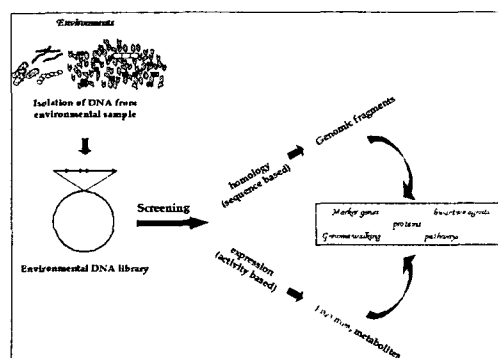 Environments
Isolation of DNA from
environmental sample
Environmental DNA library
Screening
homology
(sequence based)
Genomic fragments
expression
(activity based)
metabolites
Marker genes
proteins
Genome walking
pathways